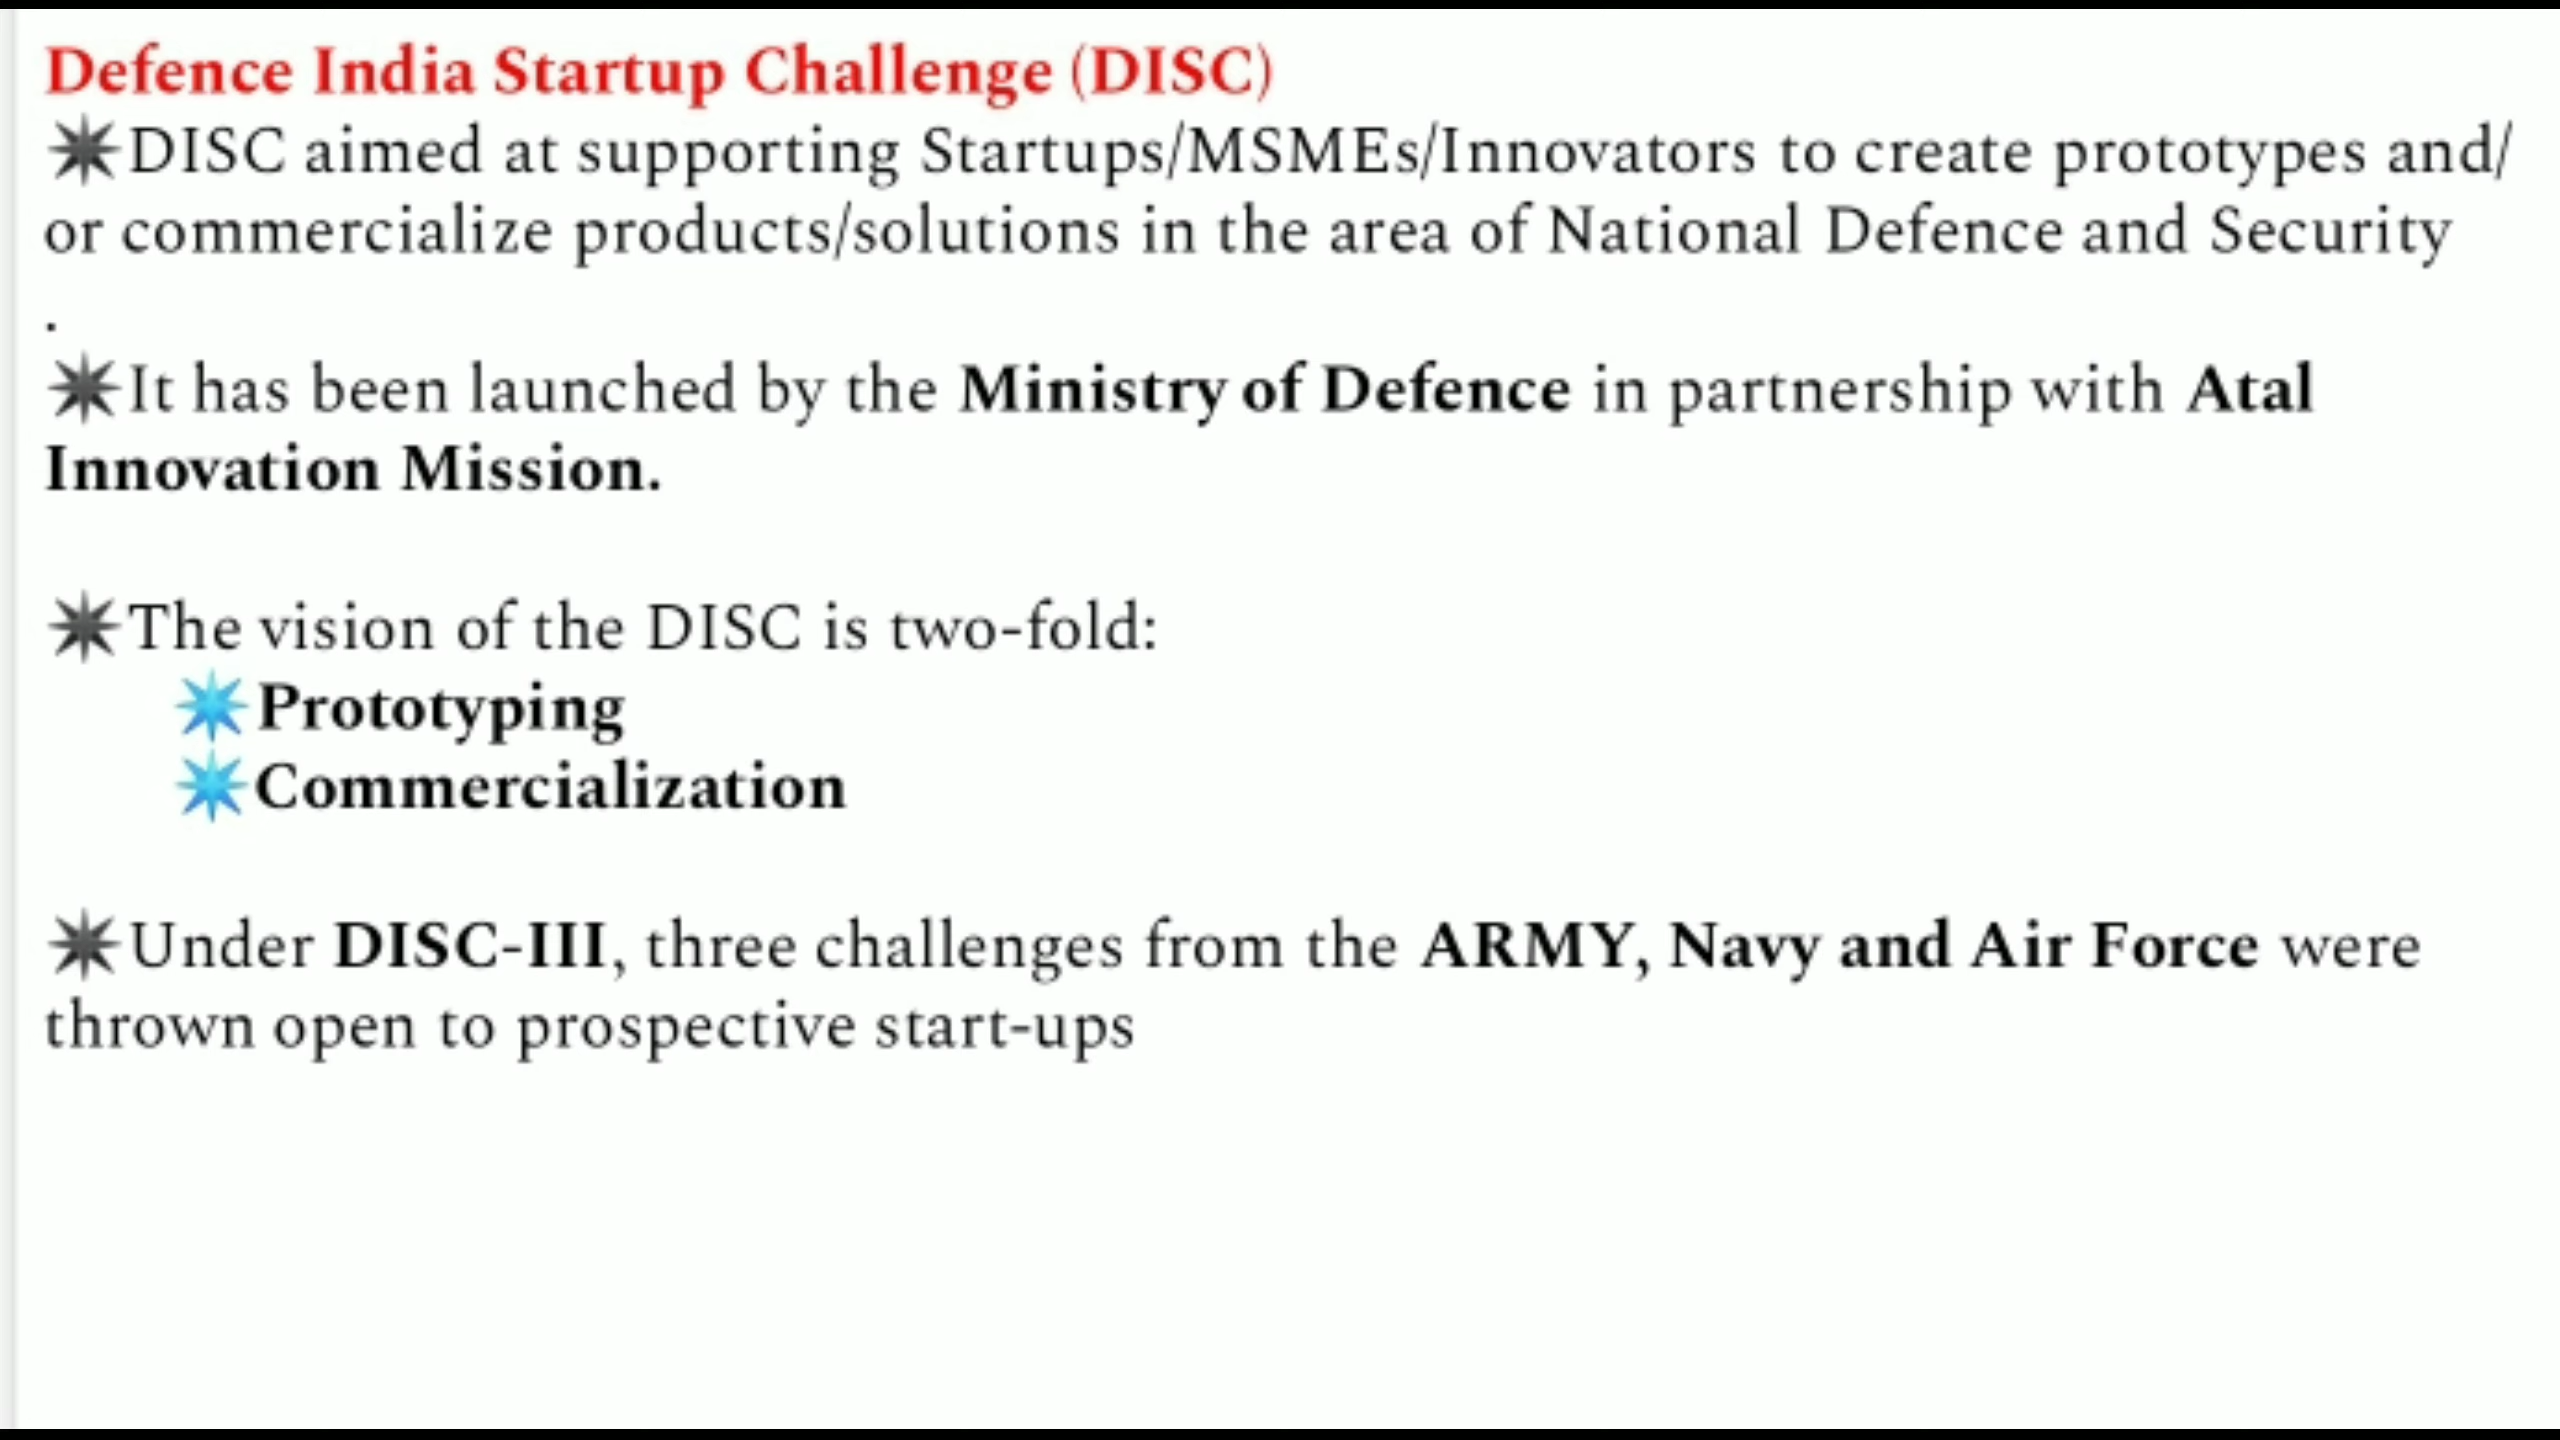 Defence India Startup Challenge (DISC)
✷DISC aimed at supporting Startups/MSMEs/Innovators to create prototypes and/
or commercialize products/solutions in the area of National Defence and Security
.
✷It has been launched by the Ministry of Defence in partnership with Atal
Innovation Mission.
✷The vision of the DISC is two-fold:
✷Prototyping
✷Commercialization
✷Under DISC-III, three challenges from the ARMY, Navy and Air Force were
thrown open to prospective start-ups